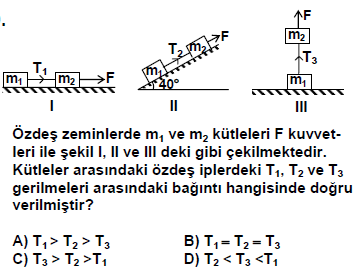 T₁ m₁ m₂ F
I
T₂ m₂ F
m₁ 40°
II
F
m₂
T₃
m₁
III
Özdeş zeminlerde m₁ ve m₂ kütleleri F kuvvet-
leri ile şekil I, II ve III deki gibi çekilmektedir.
Kütleler arasındaki özdeş iplerdeki T₁, T₂ ve T₃
gerilmeleri arasındaki bağıntı hangisinde doğru
verilmiştir?
A) T₁ > T₂ > T₃ B) T₁ = T₂ = T₃
C) T₃ > T₂ >T₁ D) T₂ < T₃ <T₁